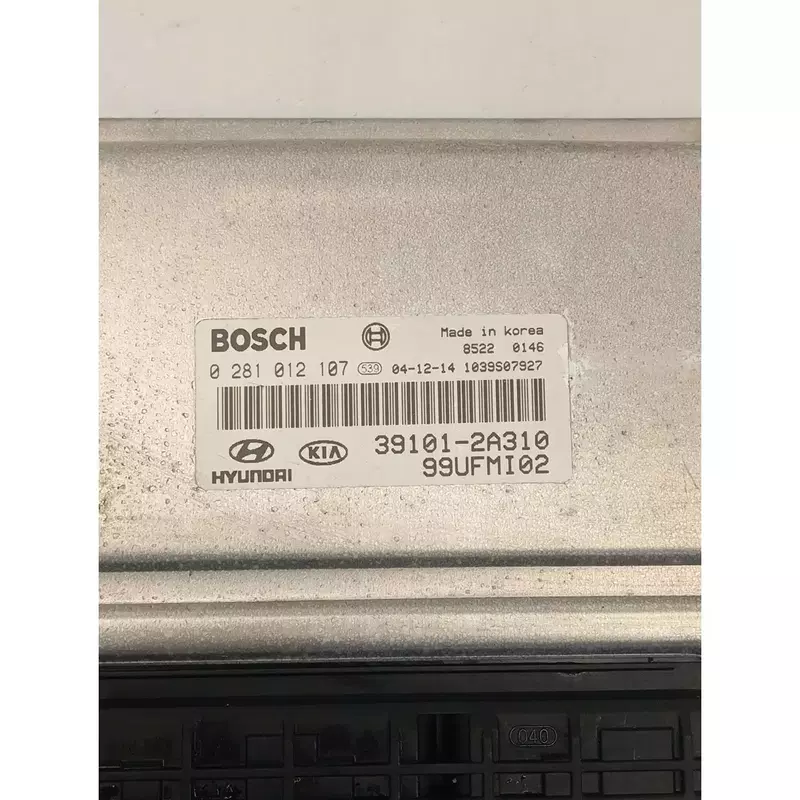 BOSCH Made in Korea
8522 0146
0 281 012 107 539 04-12-14 1039S07927
HYUNDAI KIA 39101-2A310
99UFMI02
040